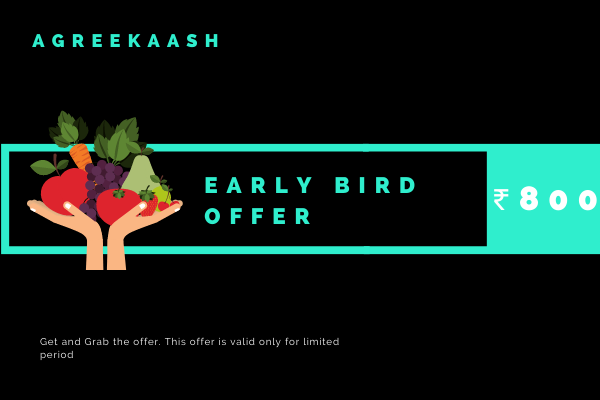 AGREEKAASH
EARLY BIRD
OFFER
₹ 800
Get and Grab the offer. This offer is valid only for limited
period